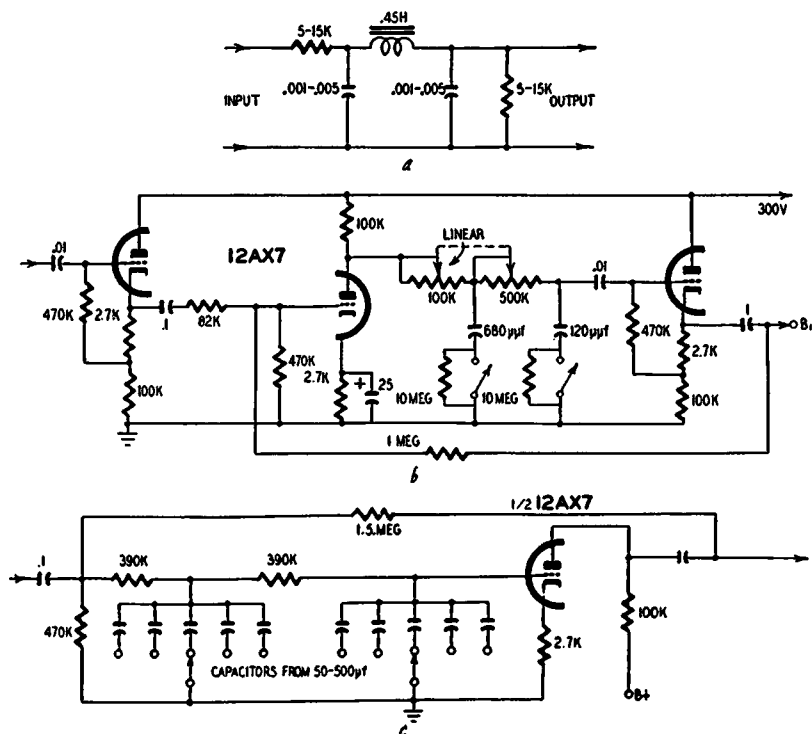 5-15K
.45H
.001-.005
.001-.005
5-15K
INPUT
OUTPUT
a
300V
100K
LINEAR
.01
12AX7
.01
100K
500K
470K
2.7K
.1
82K
680µµf
120µµf
470K
.1
470K
2.7K
+
25
2.7K
10 MEG
10 MEG
100K
100K
1 MEG
b
1/2 12AX7
1.5.MEG
.1
390K
390K
470K
100K
2.7K
CAPACITORS FROM 50-500µµf
B+
c